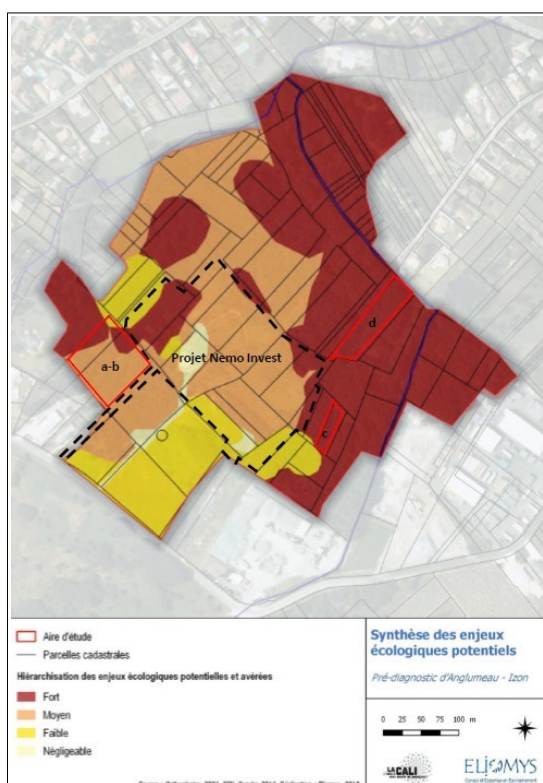 d
a-b
Projet Nemo Invest
c
Aire d'étude
Parcelles cadastrales
Hiérarchisation des enjeux écologiques potentielles et avérées
Fort
Moyen
Faible
Négligeable
Synthèse des enjeux
écologiques potentiels
Pré-diagnostic d'Anglumeau - Izon
0 25 50 75 100 m
LA CALI
ELIOMYS